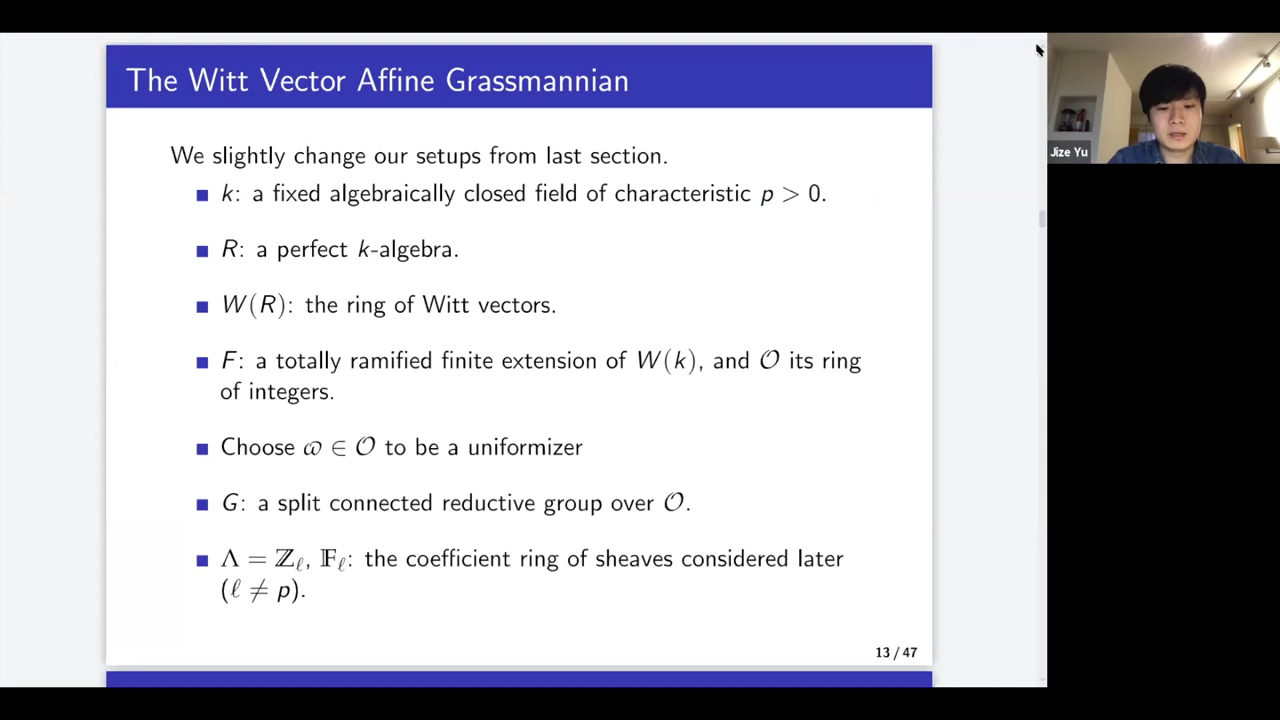 The Witt Vector Affine Grassmannian
We slightly change our setups from last section.
k: a fixed algebraically closed field of characteristic p > 0.
R: a perfect k-algebra.
W(R): the ring of Witt vectors.
F: a totally ramified finite extension of W(k), and 𝒪 its ring
of integers.
Choose ϖ ∈ 𝒪 to be a uniformizer
G: a split connected reductive group over 𝒪.
Λ = ℤℓ, 𝔽ℓ: the coefficient ring of sheaves considered later
(ℓ ≠ p).
13 / 47
Jize Yu